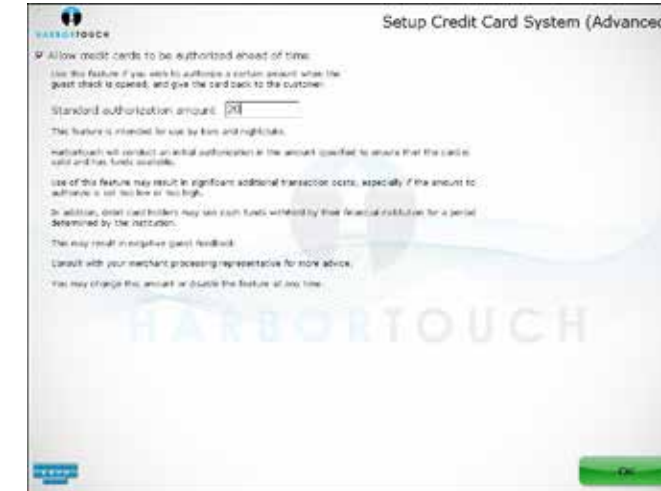 HARBORTOUCH
Setup Credit Card System (Advanced
Allow credit cards to be authorized ahead of time
Use this feature if you wish to authorize a certain amount when the
guest check is opened, and give the card back to the customer.
Standard authorization amount 20
This feature is intended for use by bars and nightclubs.
Harbortouch will conduct an initial authorization in the amount specified to ensure that the card is
valid and has funds available.
Use of this feature may result in significant additional transaction costs, especially if the amount to
authorize is set too low or too high.
In addition, debit card holders may see cash funds withheld by their financial institution for a period
determined by the institution.
This may result in negative guest feedback.
Consult with your merchant processing representative for more advice.
You may change this amount or disable the feature at any time.
HARBORTOUCH
OK